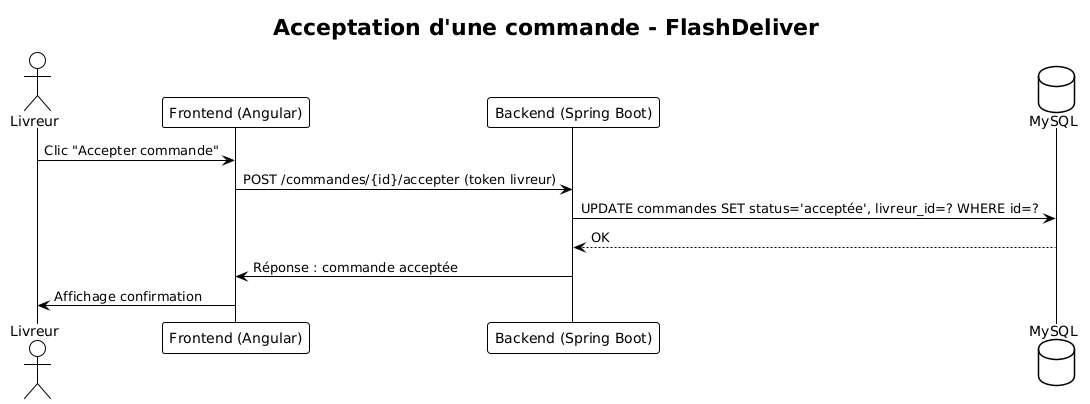 Acceptation d'une commande - FlashDeliver
Livreur
Frontend (Angular)
Backend (Spring Boot)
MySQL
Clic "Accepter commande"
POST /commandes/{id}/accepter (token livreur)
UPDATE commandes SET status='acceptée', livreur_id=? WHERE id=?
OK
Réponse : commande acceptée
Affichage confirmation
Livreur
Frontend (Angular)
Backend (Spring Boot)
MySQL